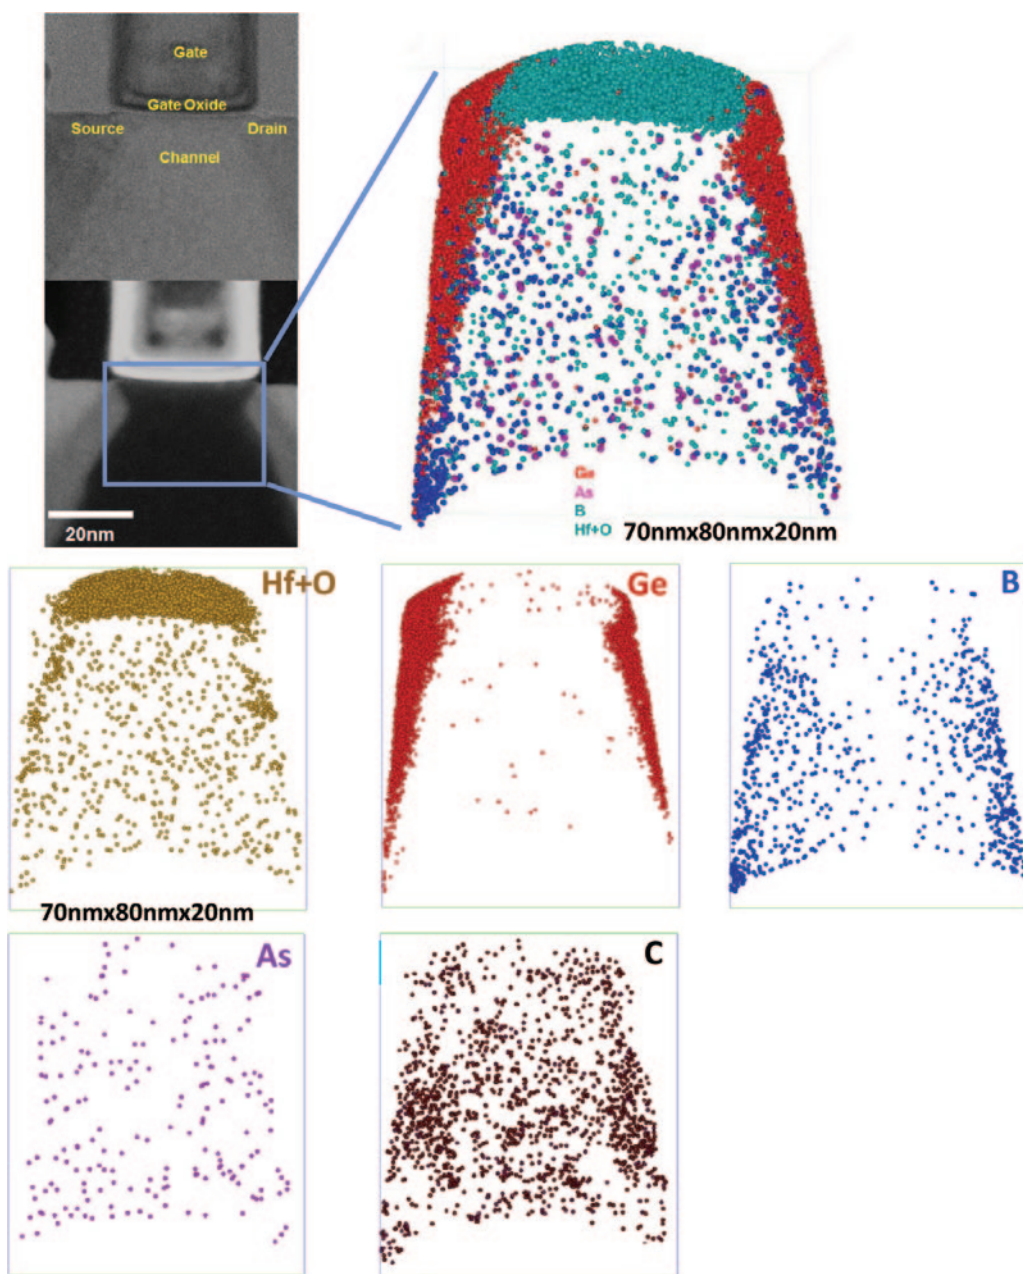 Gate
Gate Oxide
Source
Drain
Channel
20nm
Ge
As
B
Hf+O
70nmx80nmx20nm
Hf+O
Ge
B
70nmx80nmx20nm
As
C